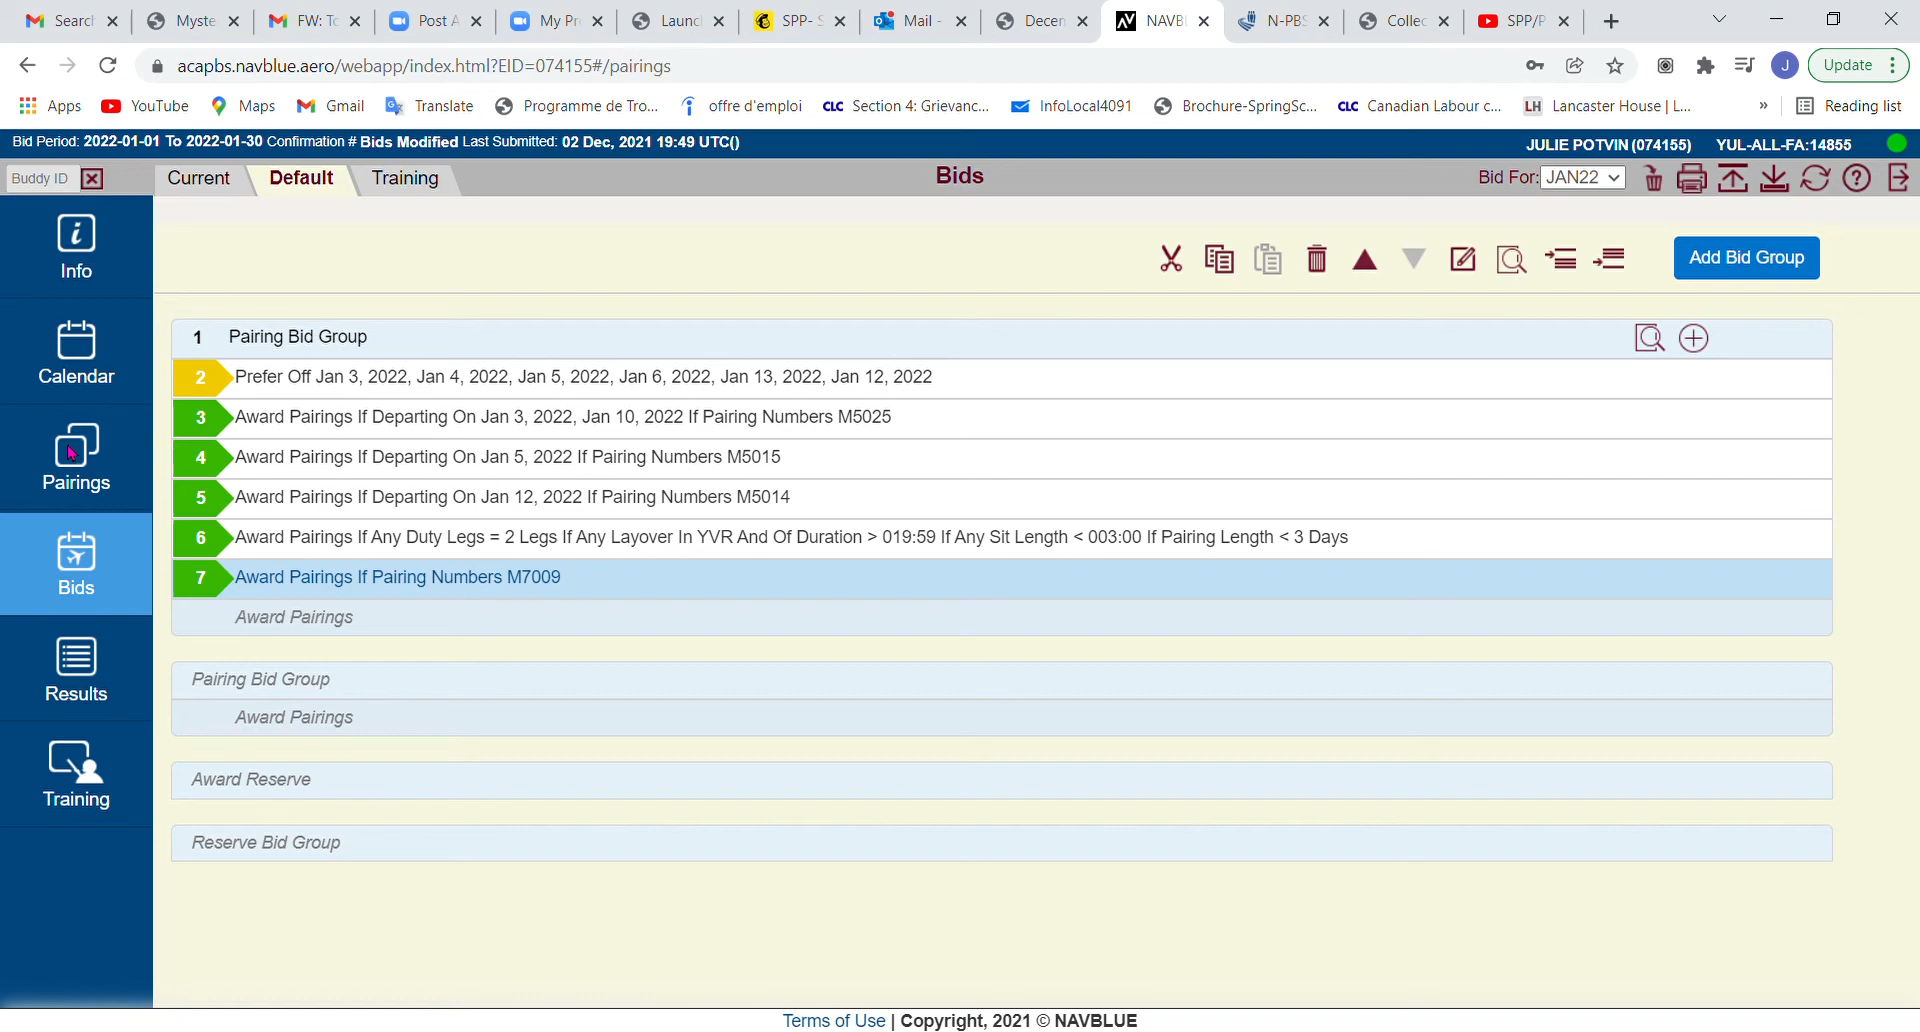 Search
Myste
FW: To
Post A
My Pr
Launc
SPP- S
Mail -
Decen
NAVBI
N-PBS
Collec
SPP/P
acapbs.navblue.aero/webapp/index.html?EID=074155#/pairings
J
Update
Apps
YouTube
Maps
Gmail
Translate
Programme de Tro...
offre d'emploi
CLC Section 4: Grievanc...
InfoLocal4091
Brochure-SpringSc...
CLC Canadian Labour c...
LH Lancaster House | L...
»
Reading list
Bid Period: 2022-01-01 To 2022-01-30 Confirmation # Bids Modified Last Submitted: 02 Dec, 2021 19:49 UTC()
JULIE POTVIN (074155)
YUL-ALL-FA:14855
Buddy ID
Current
Default
Training
Bids
Bid For: JAN22
Info
Calendar
Pairings
Bids
Results
Training
Add Bid Group
1 Pairing Bid Group
2 Prefer Off Jan 3, 2022, Jan 4, 2022, Jan 5, 2022, Jan 6, 2022, Jan 13, 2022, Jan 12, 2022
3 Award Pairings If Departing On Jan 3, 2022, Jan 10, 2022 If Pairing Numbers M5025
4 Award Pairings If Departing On Jan 5, 2022 If Pairing Numbers M5015
5 Award Pairings If Departing On Jan 12, 2022 If Pairing Numbers M5014
6 Award Pairings If Any Duty Legs = 2 Legs If Any Layover In YVR And Of Duration > 019:59 If Any Sit Length < 003:00 If Pairing Length < 3 Days
7 Award Pairings If Pairing Numbers M7009
Award Pairings
Pairing Bid Group
Award Pairings
Award Reserve
Reserve Bid Group
Terms of Use | Copyright, 2021 © NAVBLUE